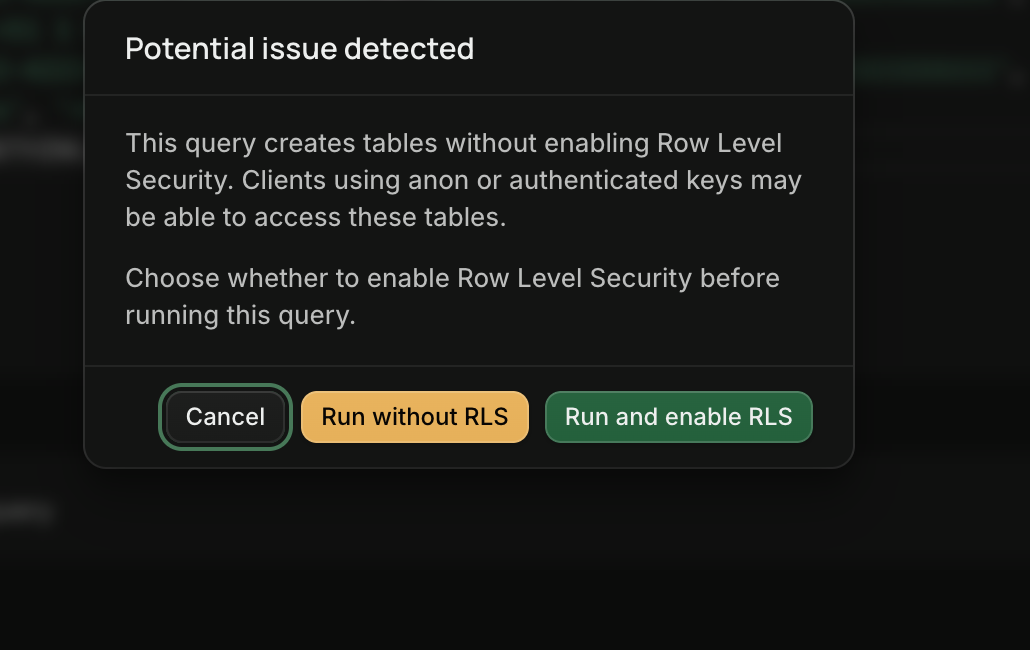 Potential issue detected
This query creates tables without enabling Row Level
Security. Clients using anon or authenticated keys may
be able to access these tables.
Choose whether to enable Row Level Security before
running this query.
Cancel
Run without RLS
Run and enable RLS